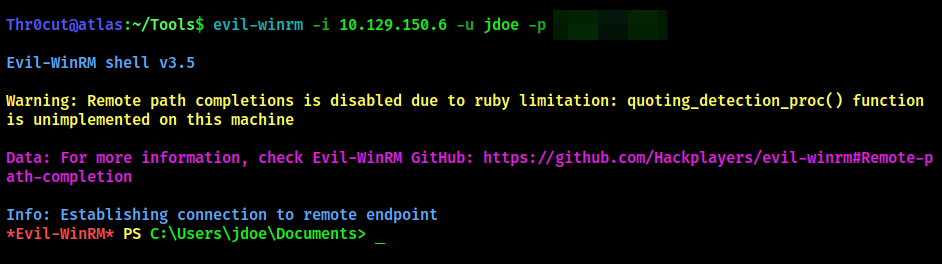 Thr0cut@atlas:~/Tools$ evil-winrm -i 10.129.150.6 -u jdoe -p
Evil-WinRM shell v3.5
Warning: Remote path completions is disabled due to ruby limitation: quoting_detection_proc() function
is unimplemented on this machine
Data: For more information, check Evil-WinRM GitHub: https://github.com/Hackplayers/evil-winrm#Remote-p
ath-completion
Info: Establishing connection to remote endpoint
*Evil-WinRM* PS C:\Users\jdoe\Documents> _